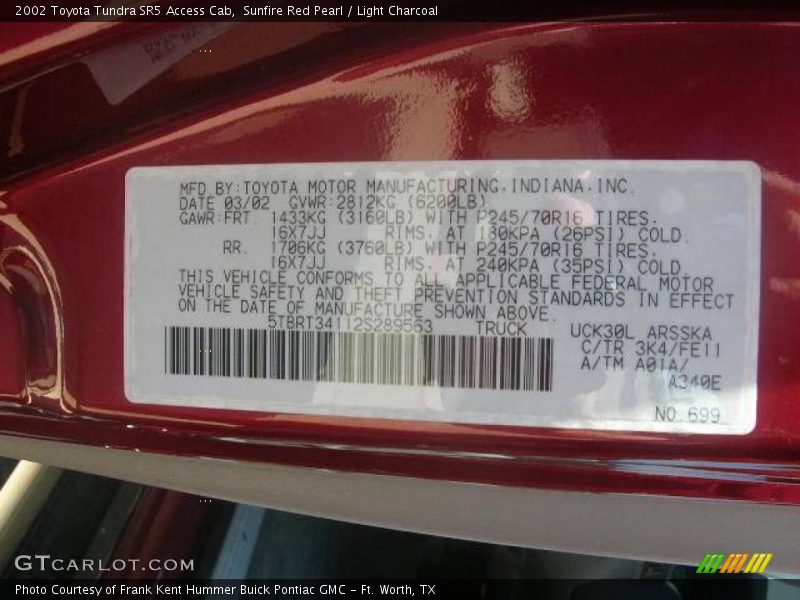 2002 Toyota Tundra SR5 Access Cab,  Sunfire Red Pearl / Light Charcoal
MFD.BY:TOYOTA MOTOR MANUFACTURING.INDIANA.INC.
DATE 03/02 GVWR:2812KG (6200LB)
GAWR:FRT. 1433KG (3160LB) WITH P245/70R16 TIRES.
16X7JJ RIMS. AT 180KPA (26PSI) COLD.
RR. 1706KG (3760LB) WITH P245/70R16 TIRES.
16X7JJ RIMS. AT 240KPA (35PSI) COLD.
THIS VEHICLE CONFORMS TO ALL APPLICABLE FEDERAL MOTOR
VEHICLE SAFETY AND THEFT PREVENTION STANDARDS IN EFFECT
ON THE DATE OF MANUFACTURE SHOWN ABOVE.
5TBRT34112S289563 TRUCK UCK30L ARSSKA
C/TR 3K4/FE11
A/TM A01A/
A340E
NO.699
GTcarlot.com
Photo Courtesy of Frank Kent Hummer Buick Pontiac GMC – Ft. Worth, TX